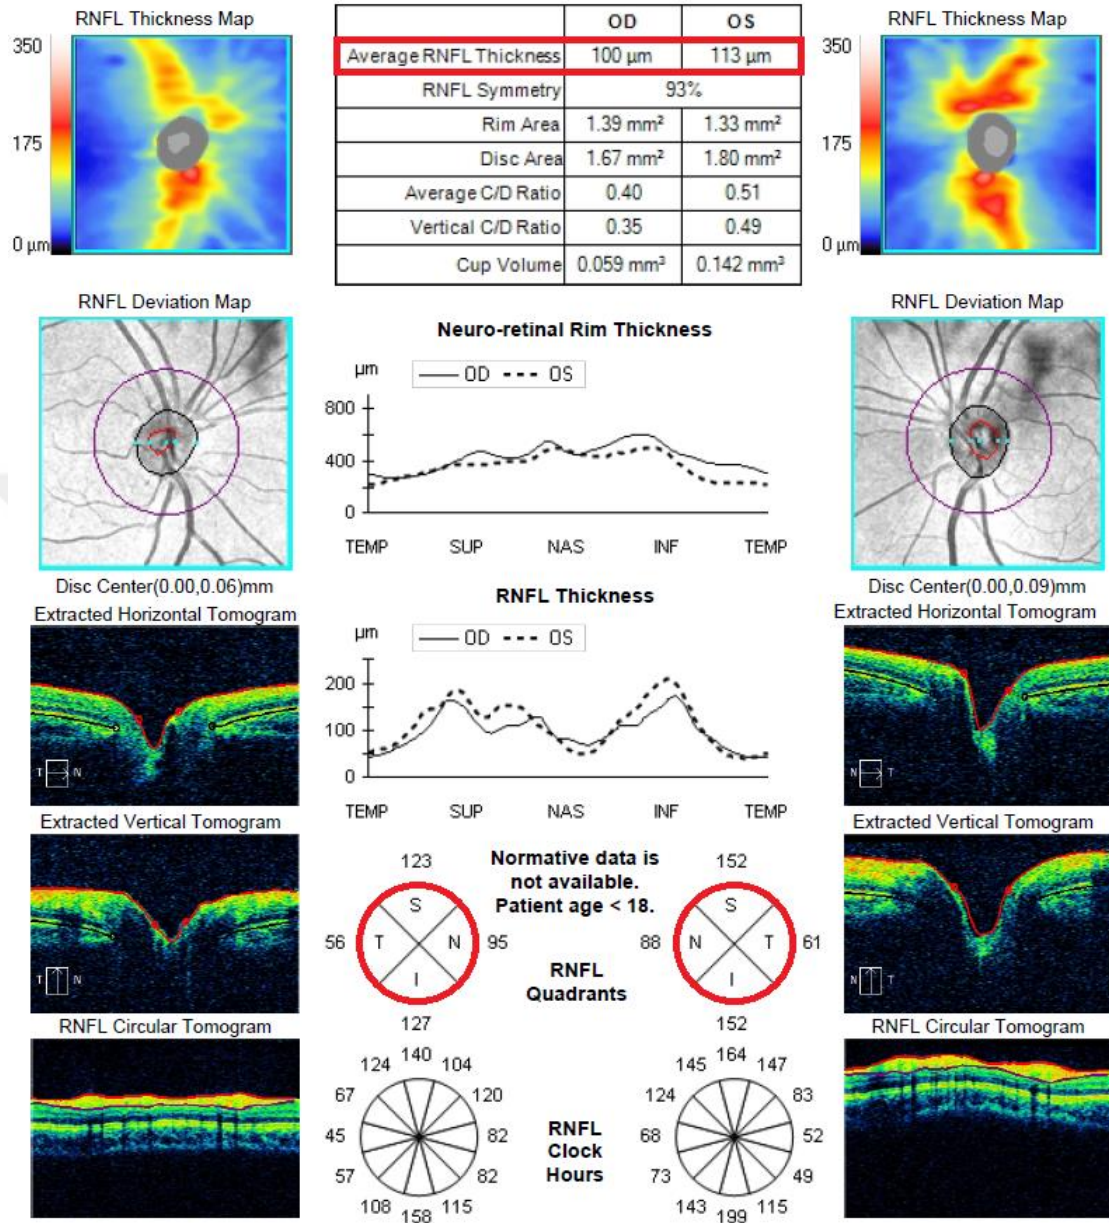 RNFL Thickness Map
350
175
0 µm
OD OS
Average RNFL Thickness 100 µm 113 µm
RNFL Symmetry 93%
Rim Area 1.39 mm² 1.33 mm²
Disc Area 1.67 mm² 1.80 mm²
Average C/D Ratio 0.40 0.51
Vertical C/D Ratio 0.35 0.49
Cup Volume 0.059 mm³ 0.142 mm³
RNFL Thickness Map
350
175
0 µm
RNFL Deviation Map
Disc Center(0.00,0.06)mm
Neuro-retinal Rim Thickness
µm
OD OS
800
400
0
TEMP SUP NAS INF TEMP
RNFL Deviation Map
Disc Center(0.00,0.09)mm
Extracted Horizontal Tomogram
T N
RNFL Thickness
µm
OD OS
200
100
0
TEMP SUP NAS INF TEMP
Extracted Horizontal Tomogram
N T
Extracted Vertical Tomogram
T N
123
S
56 T N 95
I
127
Normative data is
not available.
Patient age < 18.
RNFL
Quadrants
152
S
88 N T 61
I
152
Extracted Vertical Tomogram
N T
RNFL Circular Tomogram
140
124 104
67 120
45 82
57 82
108 115
158
RNFL
Clock
Hours
164
145 147
124 83
68 52
73 49
143 115
199
RNFL Circular Tomogram